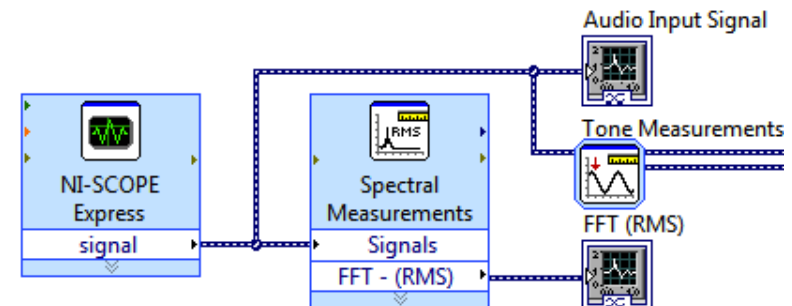 Audio Input Signal
RMS
Tone Measurements
NI-SCOPE
Express
Spectral
Measurements
signal
Signals
FFT (RMS)
FFT - (RMS)